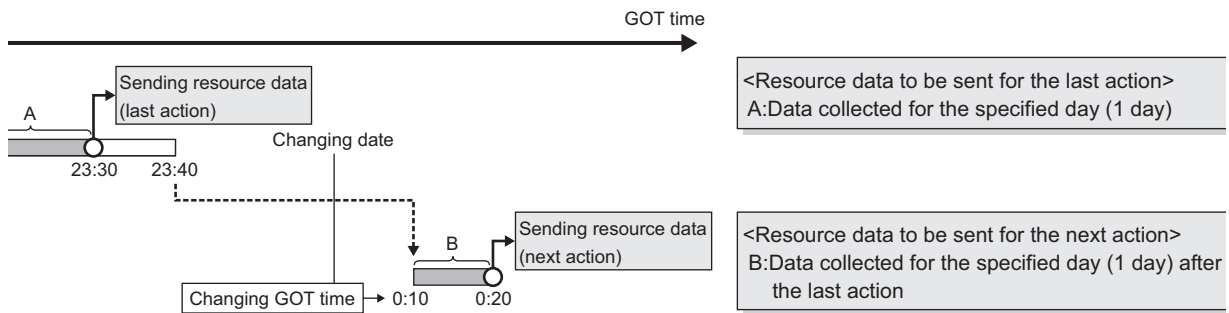 GOT time
Sending resource data
(last action)
A
23:30
23:40
Changing date
<Resource data to be sent for the last action>
A:Data collected for the specified day (1 day)
Sending resource data
(next action)
B
Changing GOT time
0:10
0:20
<Resource data to be sent for the next action>
B:Data collected for the specified day (1 day) after
the last action